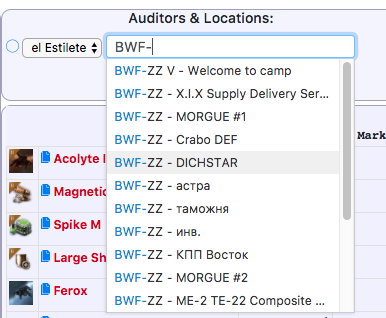 Auditors & Locations:
el Estilete
BWF-
BWF-ZZ V - Welcome to camp
BWF-ZZ - X.I.X Supply Delivery Ser...
BWF-ZZ - MORGUE #1
Mark
BWF-ZZ - Crabo DEF
Acolyte I
BWF-ZZ - DICHSTAR
Magnetic
BWF-ZZ - астра
BWF-ZZ - таможня
Spike M
BWF-ZZ - инв.
Large Sh
BWF-ZZ - КПП Восток
BWF-ZZ - MORGUE #2
Ferox
BWF-ZZ - ME-2 TE-22 Composite ...